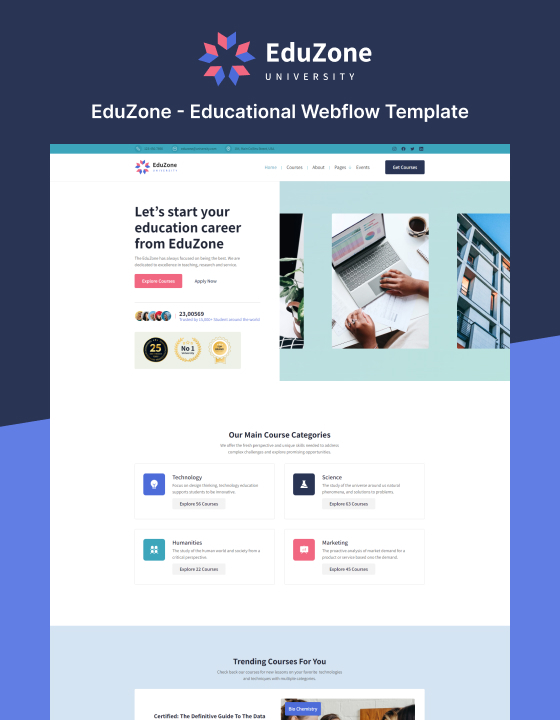 EduZone
UNIVERSITY
EduZone - Educational Webflow Template
EduZone
UNIVERSITY
Home
Courses
About
Pages
Events
Get Courses
Let's start your
education career
from EduZone
The EduZone has always focused on being the best. We are
dedicated to excellence in teaching, research and service.
Explore Courses
Apply Now
23,00569
Trusted by
student around the world
25
No 1
Our Main Course Categories
We offer the fresh perspective and unique skills needed to address
complex challenges and explore promising opportunities.
Technology
Focus on design thinking, technology education
supports students to be innovative.
Explore 56 Courses
Science
The study of the universe around us natural
phenomena, and solutions to problems.
Explore 63 Courses
Humanities
The study of the human world and society from a
critical perspective.
Explore 22 Courses
Marketing
The proactive analysis of market demand for a
product or service based one the demand.
Explore 45 Courses
Trending Courses For You
Check back our courses for new lessons on your favorite technologies
and techniques with multiple categories.
Bio Chemistry
Certified: The Definitive Guide To The Data